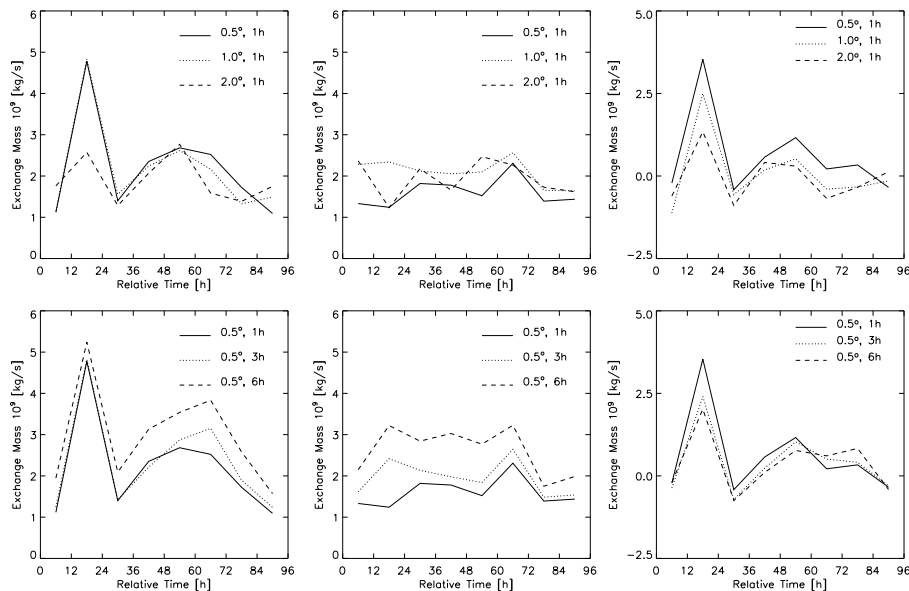 6
5
4
3
2
1
0
0 12 24 36 48 60 72 84 96
Exchange Mass 10⁹ [kg/s]
Relative Time [h]
0.5°, 1h
1.0°, 1h
2.0°, 1h
6
5
4
3
2
1
0
0 12 24 36 48 60 72 84 96
Exchange Mass 10⁹ [kg/s]
Relative Time [h]
0.5°, 1h
1.0°, 1h
2.0°, 1h
5.0
2.5
0.0
−2.5
0 12 24 36 48 60 72 84 96
Exchange Mass 10⁹ [kg/s]
Relative Time [h]
0.5°, 1h
1.0°, 1h
2.0°, 1h
6
5
4
3
2
1
0
0 12 24 36 48 60 72 84 96
Exchange Mass 10⁹ [kg/s]
Relative Time [h]
0.5°, 1h
0.5°, 3h
0.5°, 6h
6
5
4
3
2
1
0
0 12 24 36 48 60 72 84 96
Exchange Mass 10⁹ [kg/s]
Relative Time [h]
0.5°, 1h
0.5°, 3h
0.5°, 6h
5.0
2.5
0.0
−2.5
0 12 24 36 48 60 72 84 96
Exchange Mass 10⁹ [kg/s]
Relative Time [h]
0.5°, 1h
0.5°, 3h
0.5°, 6h